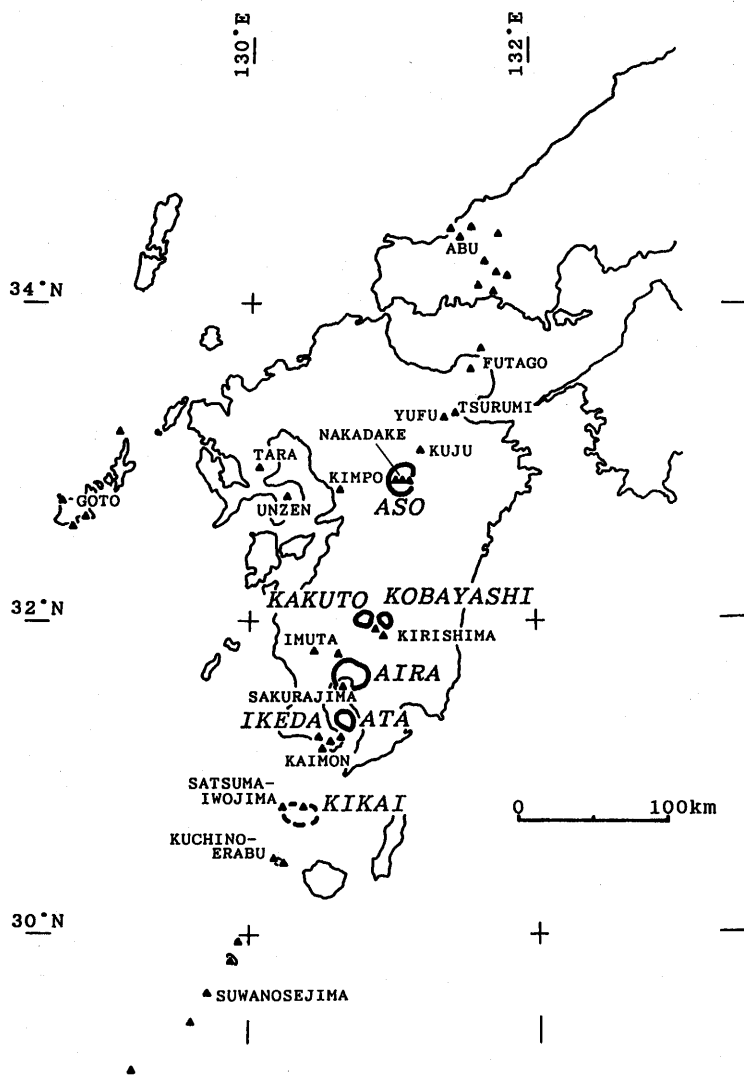 130°E
132°E
ABU
34°N
FUTAGO
TSURUMI
YUFU
NAKADAKE
KUJU
TARA
KIMPO
GOTO
UNZEN
ASO
KAKUTO
KOBAYASHI
32°N
IMUTA
KIRISHIMA
AIRA
SAKURAJIMA
IKEDA
ATA
KAIMON
SATSUMA-
IWOJIMA
KIKAI
0
100km
KUCHINO-
ERABU
30°N
SUWANOSEJIMA